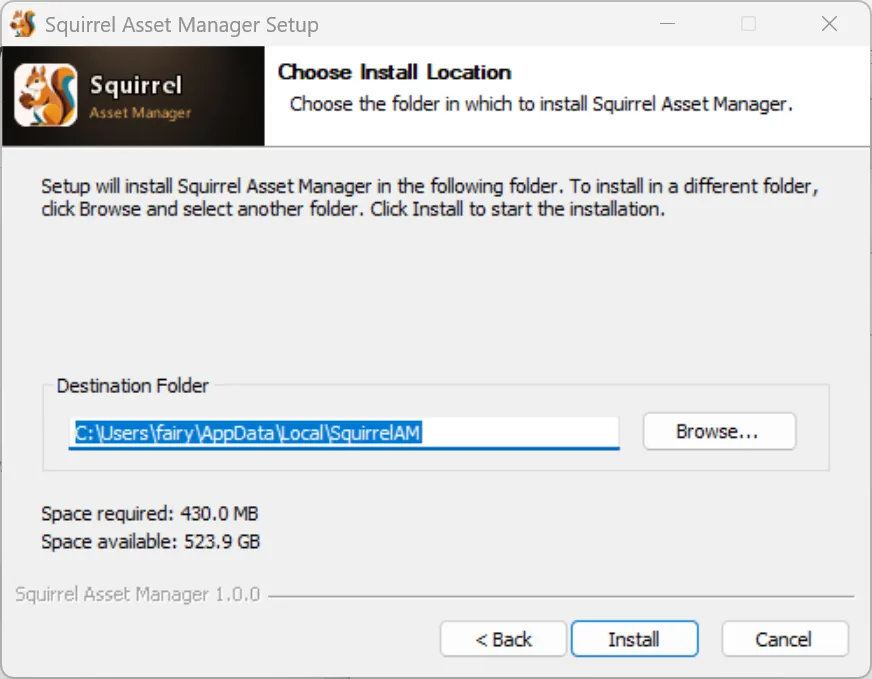 Squirrel Asset Manager Setup
Squirrel
Asset Manager
Choose Install Location
Choose the folder in which to install Squirrel Asset Manager.
Setup will install Squirrel Asset Manager in the following folder. To install in a different folder,
click Browse and select another folder. Click Install to start the installation.
Destination Folder
C:\Users\fairy\AppData\Local\SquirrelAM
Browse...
Space required: 430.0 MB
Space available: 523.9 GB
Squirrel Asset Manager 1.0.0
< Back
Install
Cancel